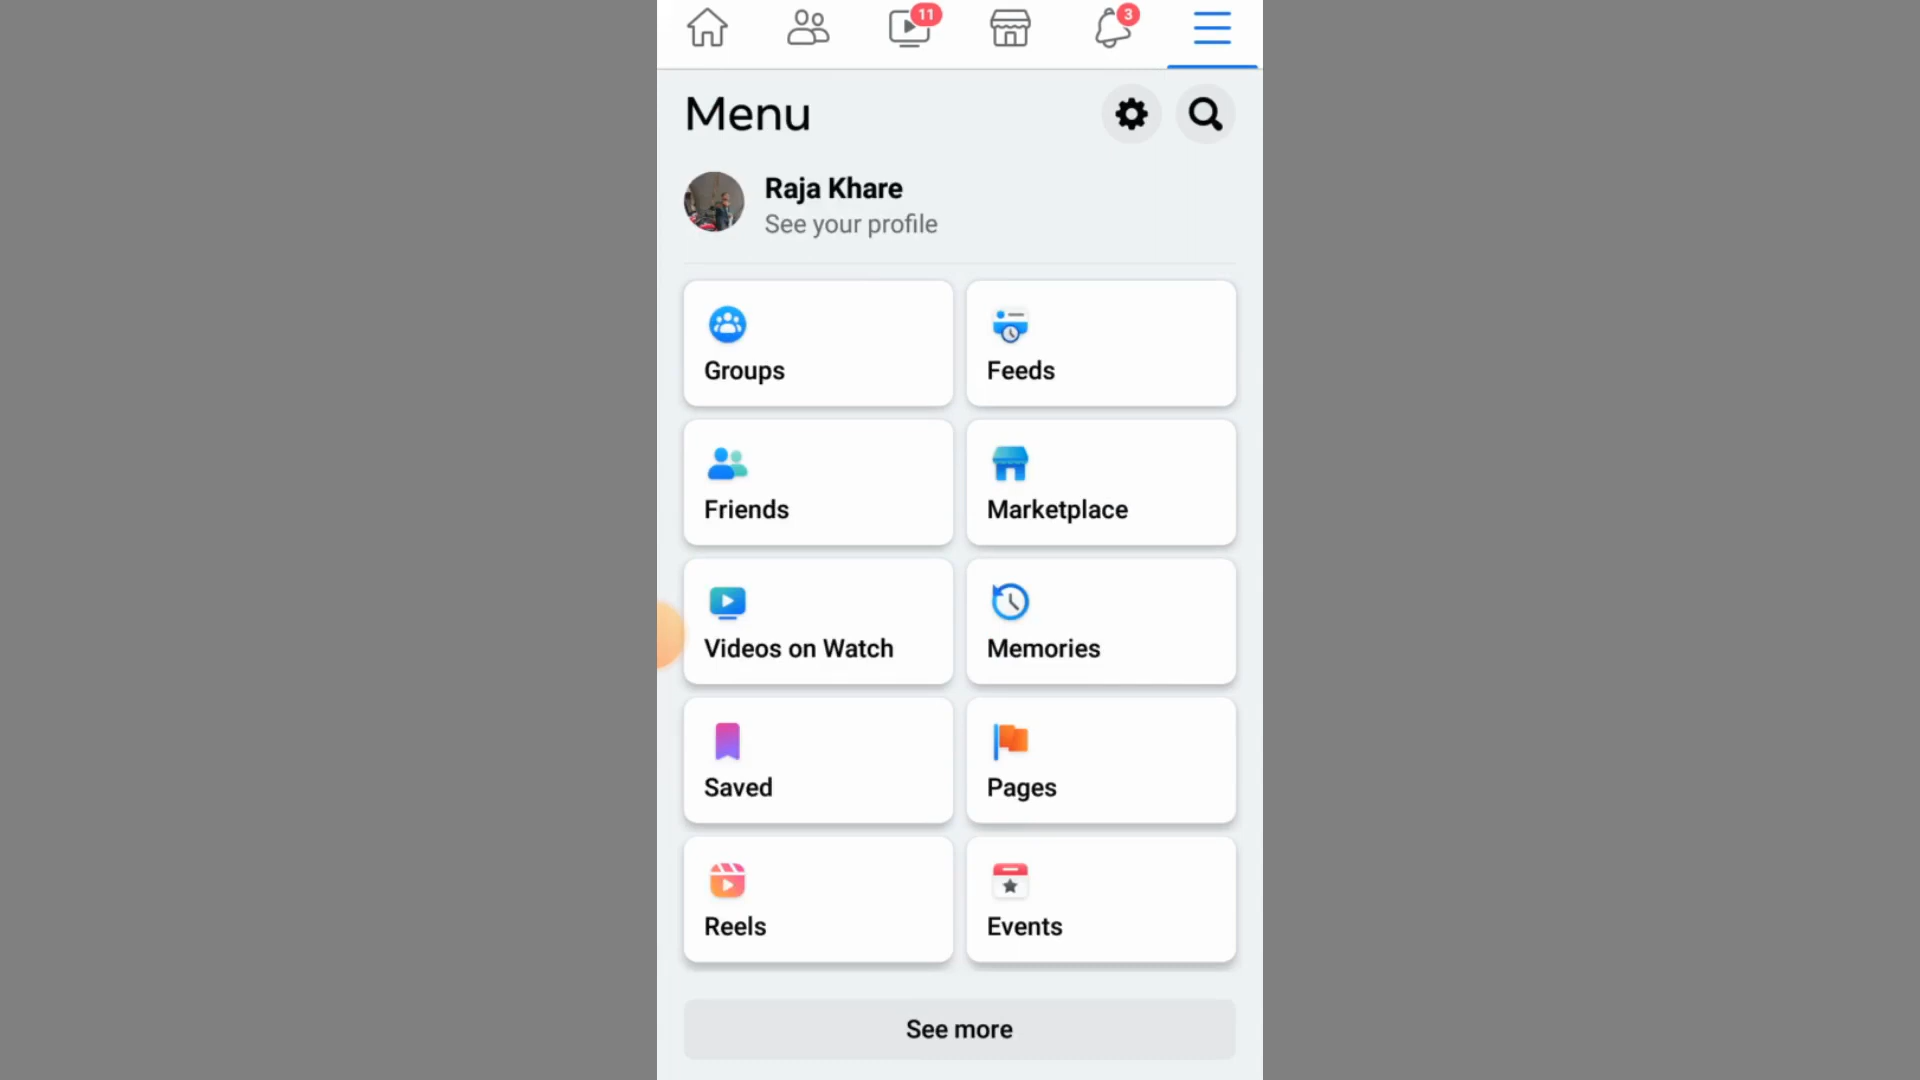 11
3
Menu
Raja Khare
See your profile
Groups
Feeds
Friends
Marketplace
Videos on Watch
Memories
Saved
Pages
Reels
Events
See more